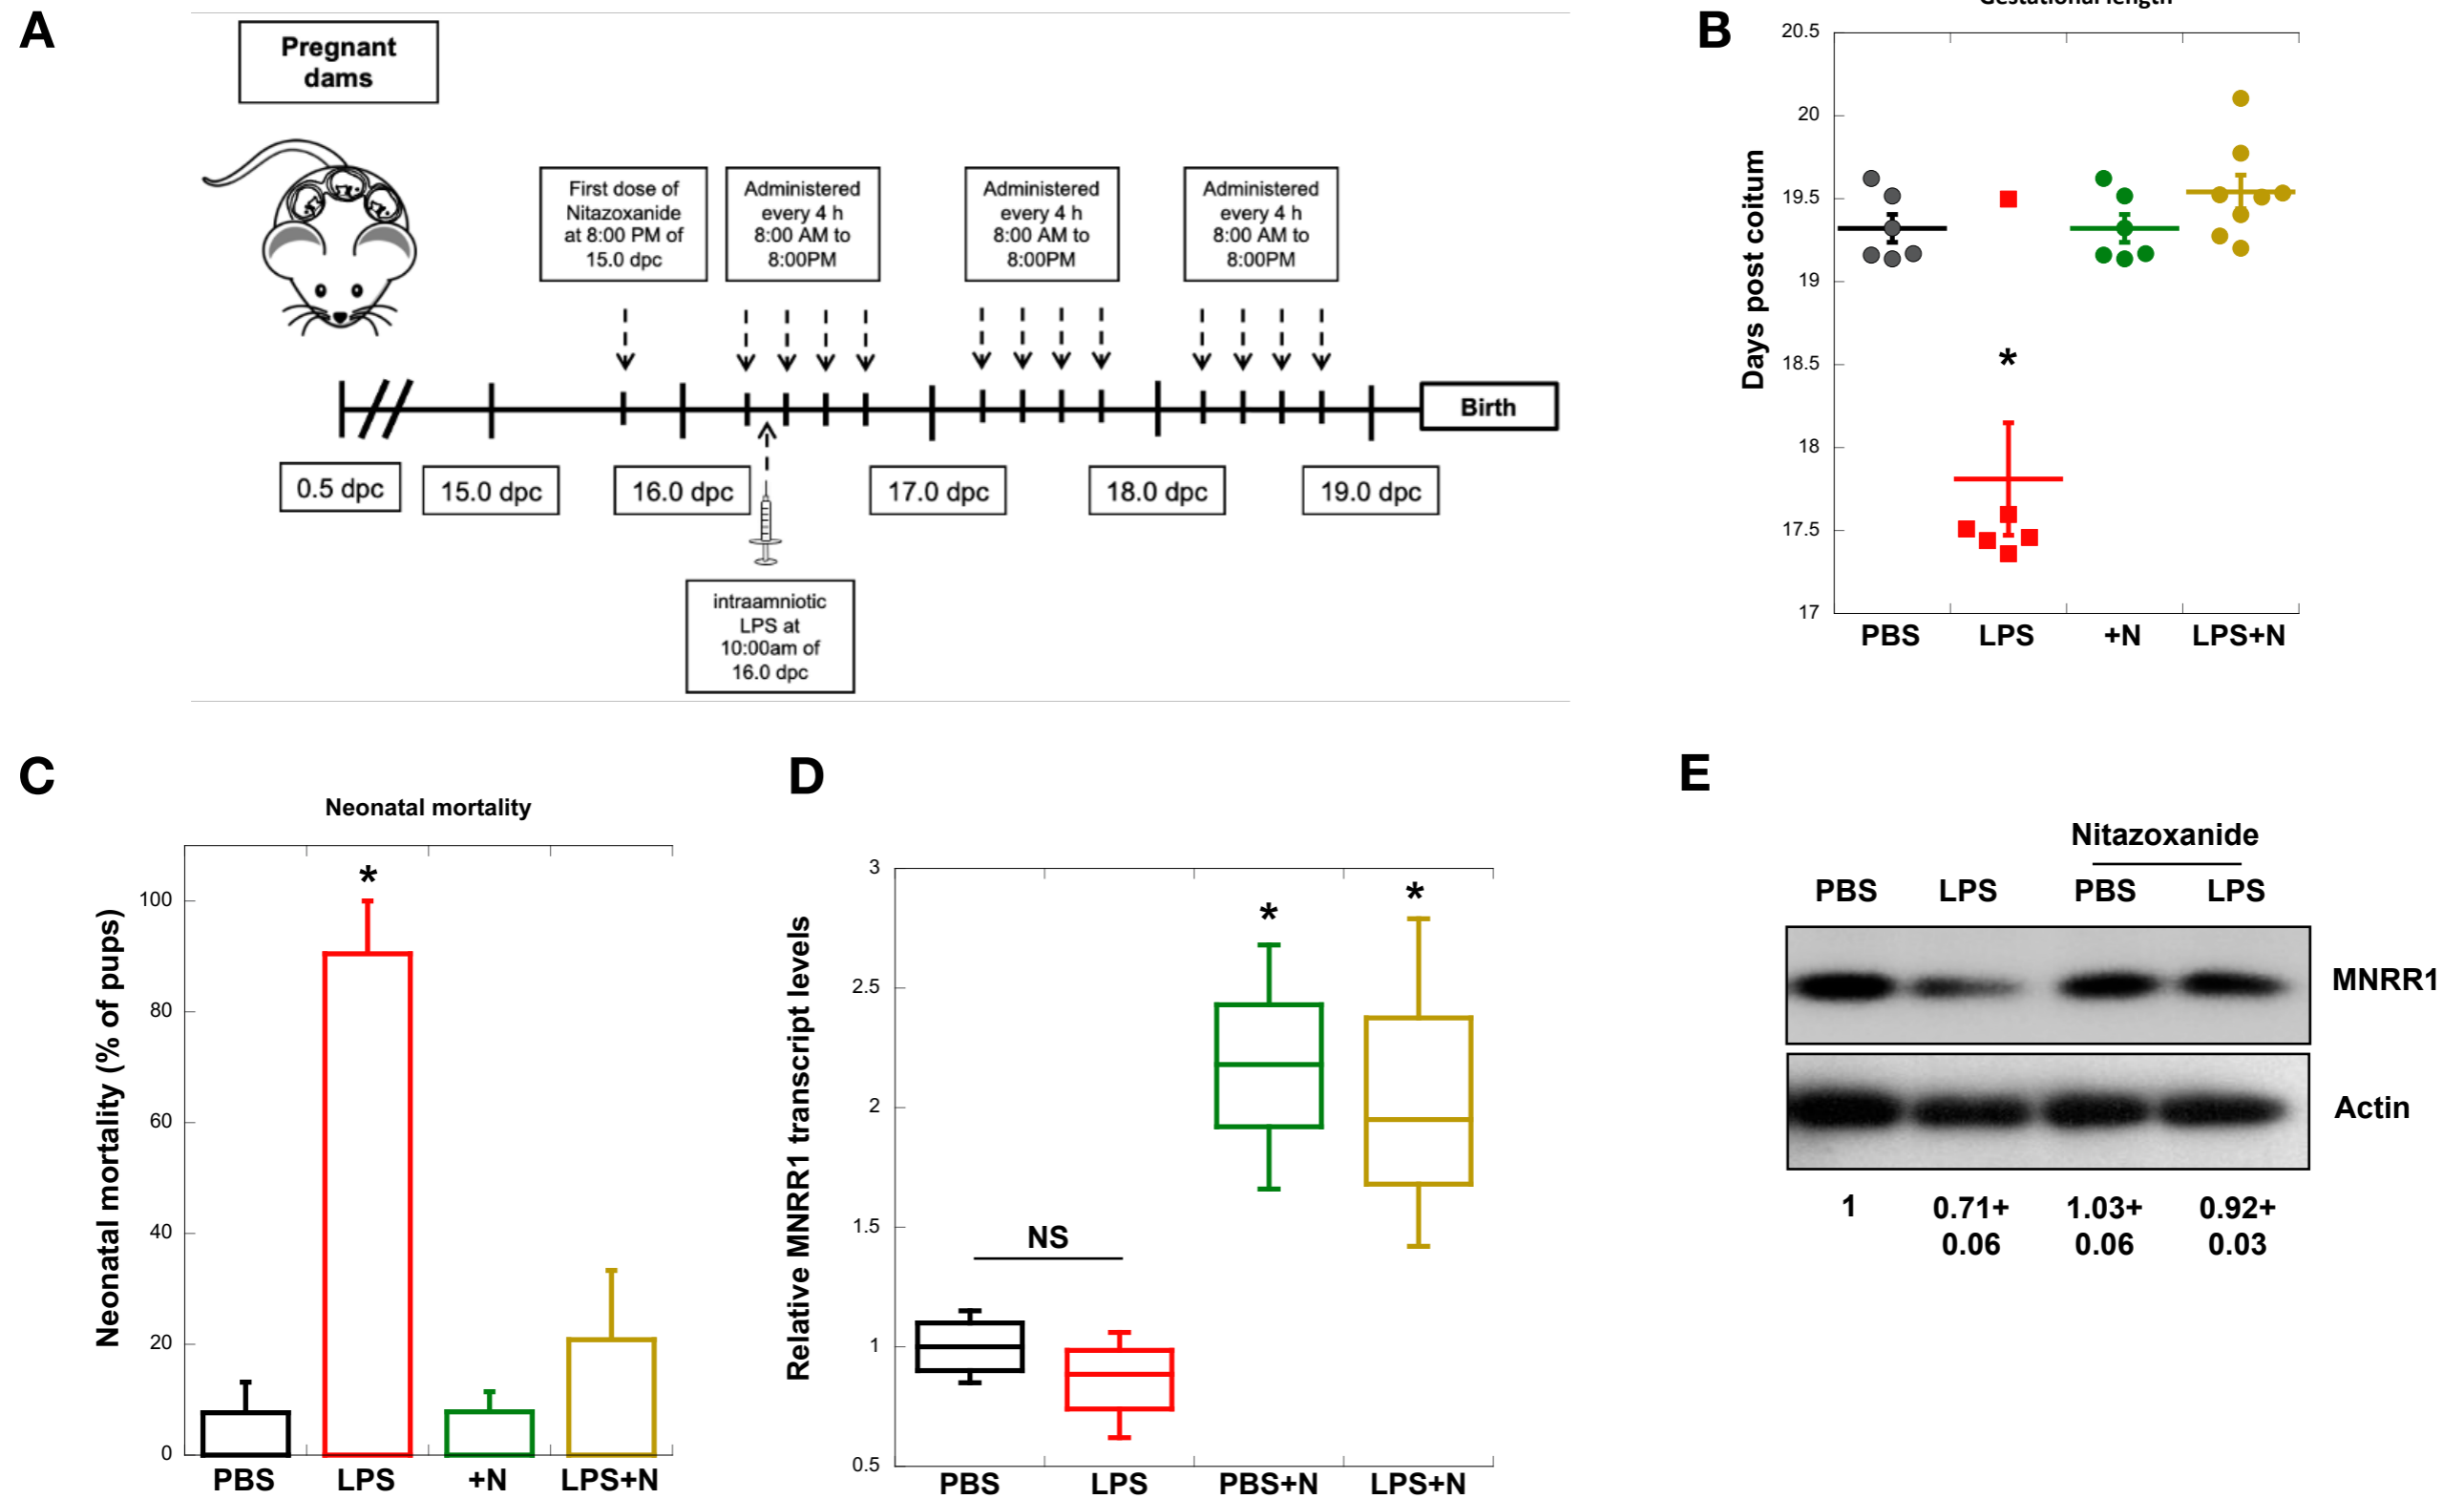 A
Pregnant
dams
First dose of
Nitazoxanide
at 8:00 PM of
15.0 dpc
Administered
every 4 h
8:00 AM to
8:00PM
Administered
every 4 h
8:00 AM to
8:00PM
Administered
every 4 h
8:00 AM to
8:00PM
Birth
0.5 dpc
15.0 dpc
16.0 dpc
17.0 dpc
18.0 dpc
19.0 dpc
intraamniotic
LPS at
10:00am of
16.0 dpc
B
Gestational length
Days post coitum
20.5
20
19.5
19
18.5
18
17.5
17
*
PBS
LPS
+N
LPS+N
C
Neonatal mortality
Neonatal mortality (% of pups)
100
80
60
40
20
0
*
PBS
LPS
+N
LPS+N
D
Relative MNRR1 transcript levels
3
2.5
2
1.5
1
0.5
NS
*
*
PBS
LPS
PBS+N
LPS+N
E
Nitazoxanide
PBS
LPS
PBS
LPS
MNRR1
Actin
1
0.71+
0.06
1.03+
0.06
0.92+
0.03